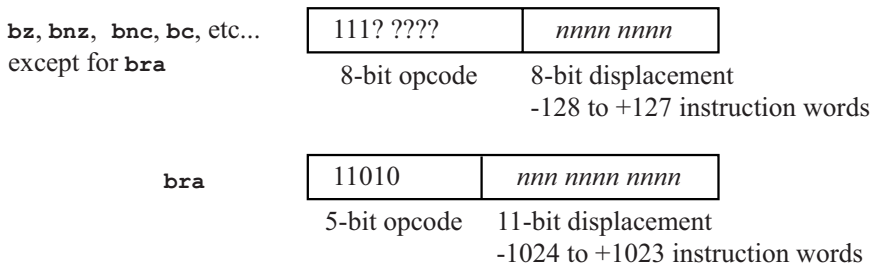 bz, bnz, bnc, bc, etc...
except for bra
111? ????
nnnn nnnn
8-bit opcode
8-bit displacement
-128 to +127 instruction words
bra
11010
nnn nnnn nnnn
5-bit opcode
11-bit displacement
-1024 to +1023 instruction words